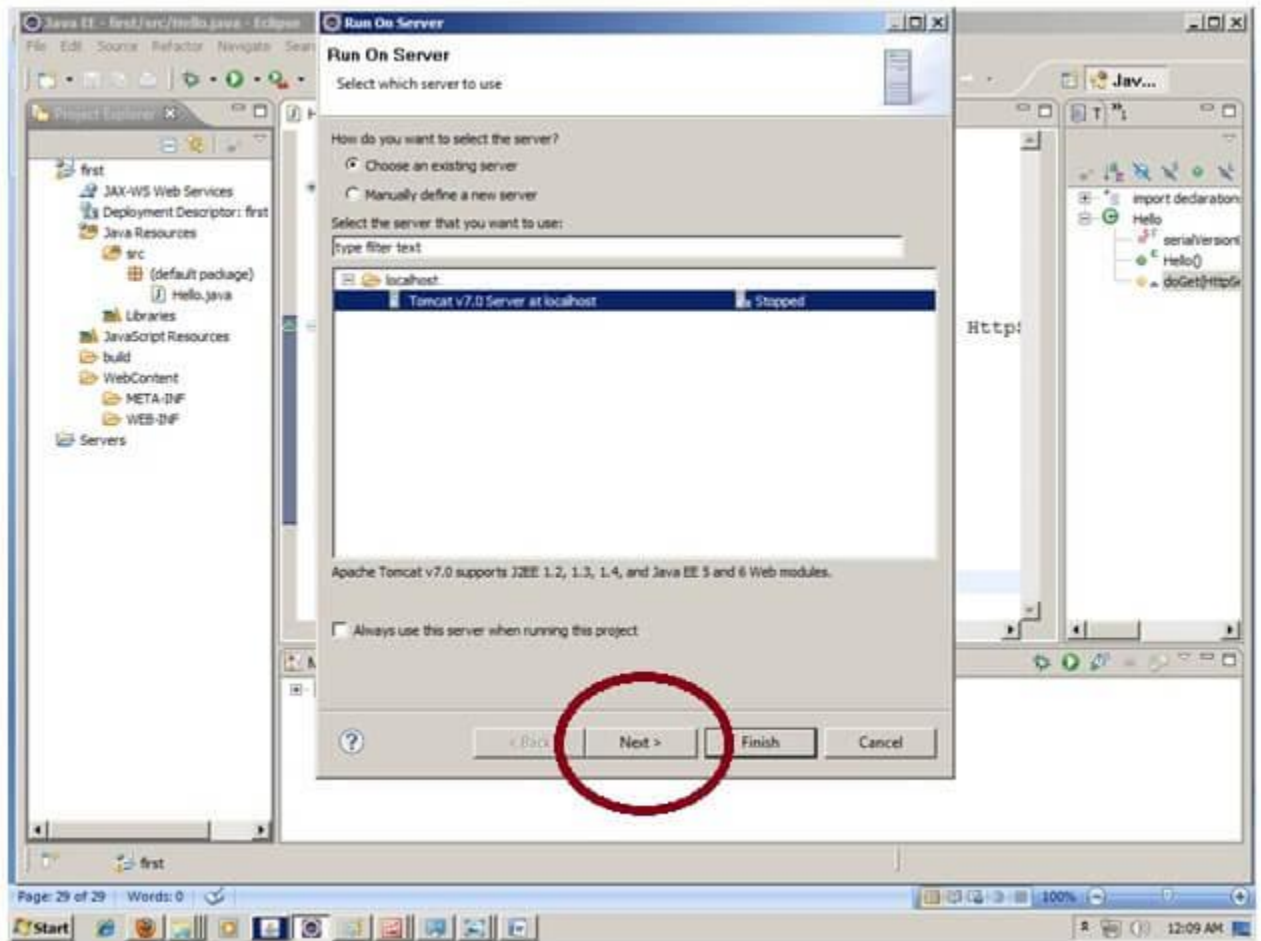 Java EE - first/src/Hello.java - Eclipse
File Edit Source Refactor Navigate Sear
Project Explorer
first
JAX-WS Web Services
Deployment Descriptor: first
Java Resources
src
(default package)
Hello.java
Libraries
JavaScript Resources
build
WebContent
META-INF
WEB-INF
Servers
Run On Server
Run On Server
Select which server to use
How do you want to select the server?
Choose an existing server
Manually define a new server
Select the server that you want to use:
type filter text
localhost
Tomcat v7.0 Server at localhost Stopped
Apache Tomcat v7.0 supports J2EE 1.2, 1.3, 1.4, and Java EE 5 and 6 Web modules.
Always use this server when running this project
< Back Next > Finish Cancel
Jav...
import declaration
Hello
serialVersion
Hello()
doGet(HttpSe
first
Page: 29 of 29 Words: 0 100%
Start 12:09 AM